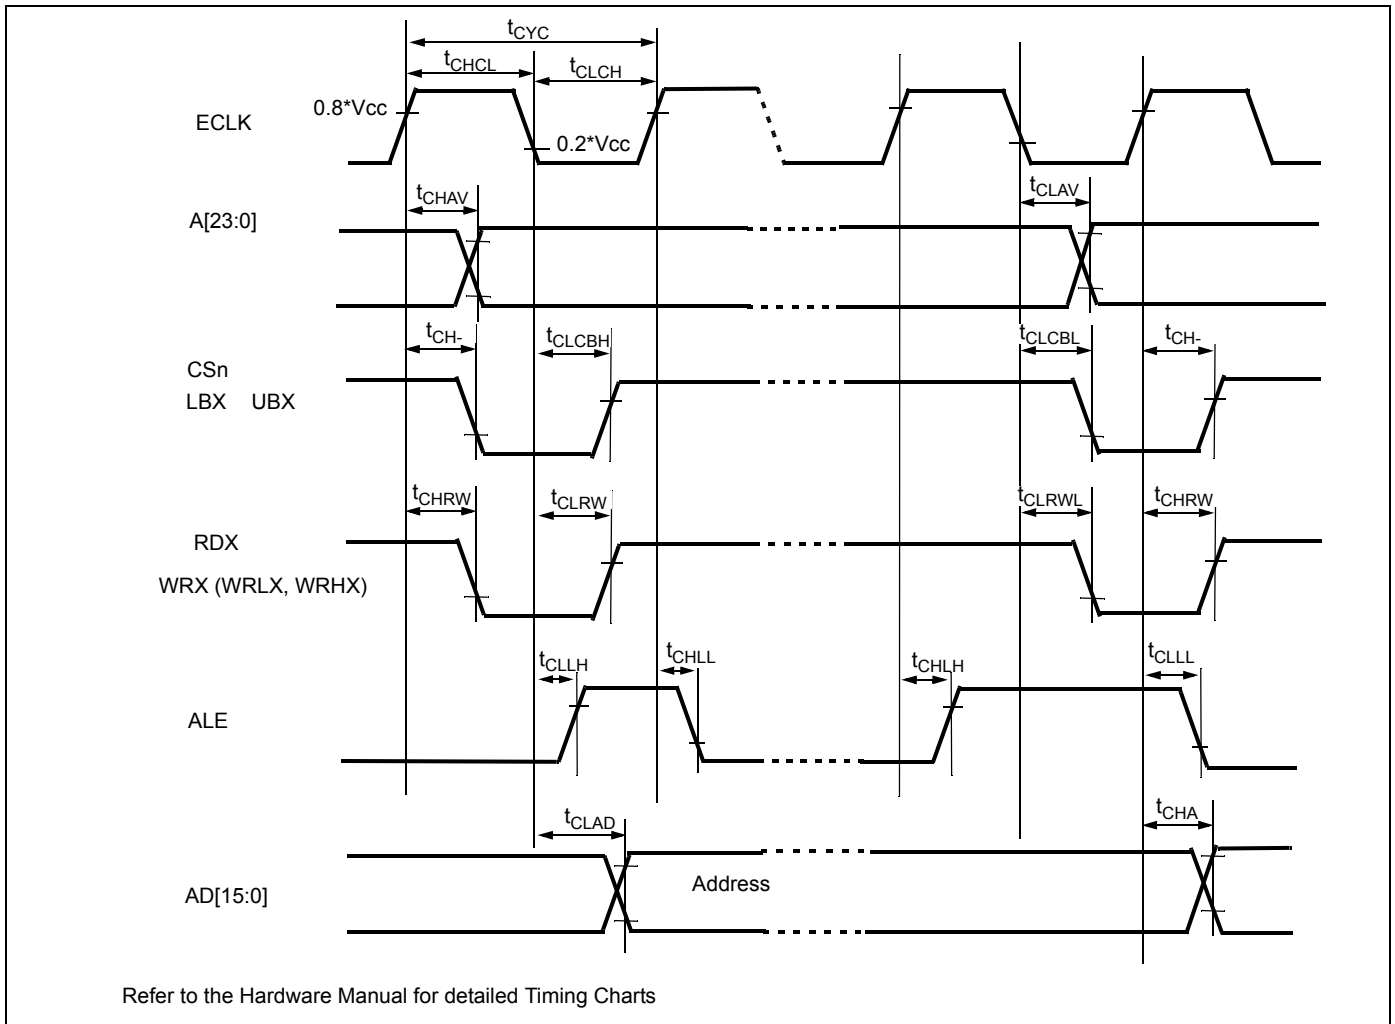 tCYC
tCHCL
tCLCH
0.8*Vcc
ECLK
0.2*Vcc
tCHAV
tCLAV
A[23:0]
tCH-
tCLCBH
tCLCBL
tCH-
CSn
LBX UBX
tCHRW
tCLRW
tCLRWL
tCHRW
RDX
WRX (WRLX, WRHX)
tCLLH
tCHLL
tCHLH
tCLLL
ALE
tCLAD
tCHA
Address
AD[15:0]
Refer to the Hardware Manual for detailed Timing Charts